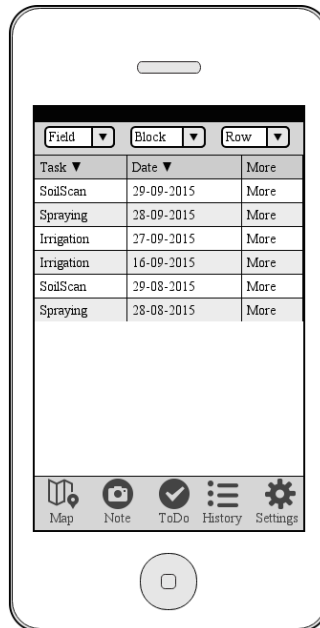 Field ▼ Block ▼ Row ▼
Task ▼ Date ▼ More
SoilScan 29-09-2015 More
Spraying 28-09-2015 More
Irrigation 27-09-2015 More
Irrigation 16-09-2015 More
SoilScan 29-08-2015 More
Spraying 28-08-2015 More
Map Note ToDo History Settings